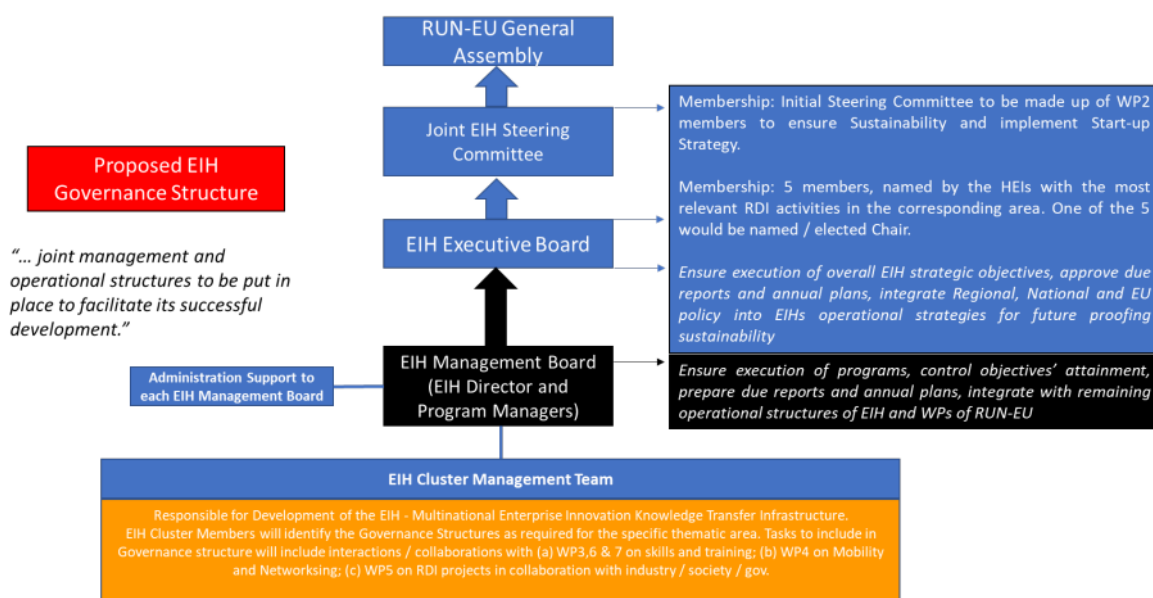 RUN-EU General
Assembly
Joint EIH Steering
Committee
EIH Executive Board
EIH Management Board
(EIH Director and
Program Managers)
Proposed EIH
Governance Structure
“… joint management and
operational structures to be put in
place to facilitate its successful
development.”
Administration Support to
each EIH Management Board
Membership: Initial Steering Committee to be made up of WP2
members to ensure Sustainability and implement Start-up
Strategy.
Membership: 5 members, named by the HEIs with the most
relevant RDI activities in the corresponding area. One of the 5
would be named / elected Chair.
Ensure execution of overall EIH strategic objectives, approve due
reports and annual plans, integrate Regional, National and EU
policy into EIHs operational strategies for future proofing
sustainability
Ensure execution of programs, control objectives’ attainment,
prepare due reports and annual plans, integrate with remaining
operational structures of EIH and WPs of RUN-EU
EIH Cluster Management Team
Responsible for Development of the EIH - Multinational Enterprise Innovation Knowledge Transfer Infrastructure.
EIH Cluster Members will identify the Governance Structures as required for the specific thematic area. Tasks to include in
Governance structure will include interactions / collaborations with (a) WP3,6 & 7 on skills and training; (b) WP4 on Mobility
and Networksing; (c) WP5 on RDI projects in collaboration with industry / society / gov.